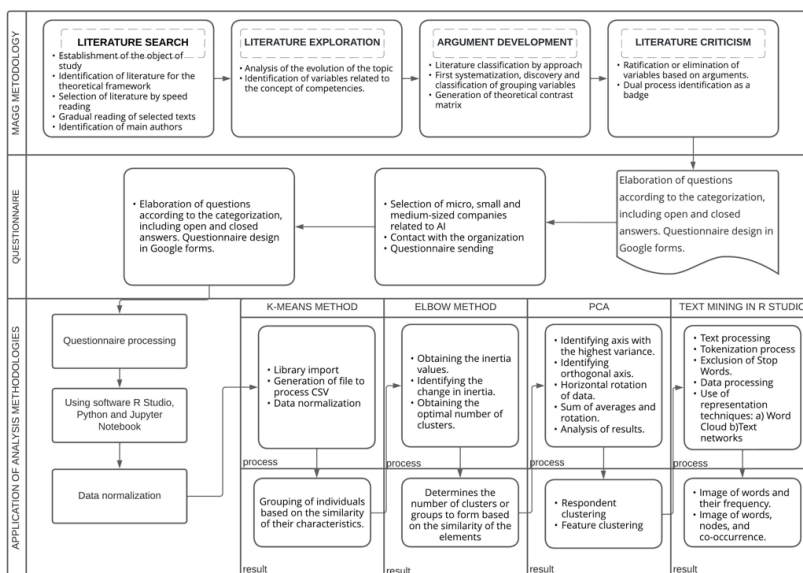 MAGG METHODOLOGY
LITERATURE SEARCH
• Establishment of the object of
study
• Identification of literature for the
theoretical framework
• Selection of literature by speed
reading
• Gradual reading of selected texts
• Identification of main authors
LITERATURE EXPLORATION
• Analysis of the evolution of the topic
• Identification of variables related to
the concept of competencies.
ARGUMENT DEVELOPMENT
• Literature classification by approach
• First systematization, discovery and
classification of grouping variables
• Generation of theoretical contrast
matrix
LITERATURE CRITICISM
• Ratification or elimination of
variables based on arguments.
• Dual process identification as a
badge
QUESTIONNAIRE
Elaboration of questions
according to the categorization,
including open and closed
answers. Questionnaire design in
Google forms.
• Selection of micro, small and
medium-sized companies
related to AI
• Contact with the organization
• Questionnaire sending
• Elaboration of questions
according to the categorization,
including open and closed
answers. Questionnaire design
in Google forms.
APPLICATION OF ANALYSIS METHODOLOGIES
Questionnaire processing
Using software R Studio,
Python and Jupyter
Notebook
Data normalization
K-MEANS METHOD
• Library import
• Generation of file to
process CSV
• Data normalization
process
Grouping of individuals
based on the similarity
of their characteristics.
result
ELBOW METHOD
• Obtaining the inertia
values.
• Identifying the
change in inertia.
• Obtaining the
optimal number of
clusters.
process
Determines the
number of clusters or
groups to form based
on the similarity of the
elements
result
PCA
• Identifying axis with
the highest variance.
• Identifying
orthogonal axis.
• Horizontal rotation
of data.
• Sum of averages and
rotation.
• Analysis of results.
process
• Respondent
clustering
• Feature clustering
result
TEXT MINING IN R STUDIO
• Text processing
• Tokenization process
• Exclusion of Stop
Words.
• Data processing
• Use of
representation
techniques: a) Word
Cloud b)Text
networks
process
• Image of words and
their frequency.
• Image of words,
nodes, and
co-occurrence.
result